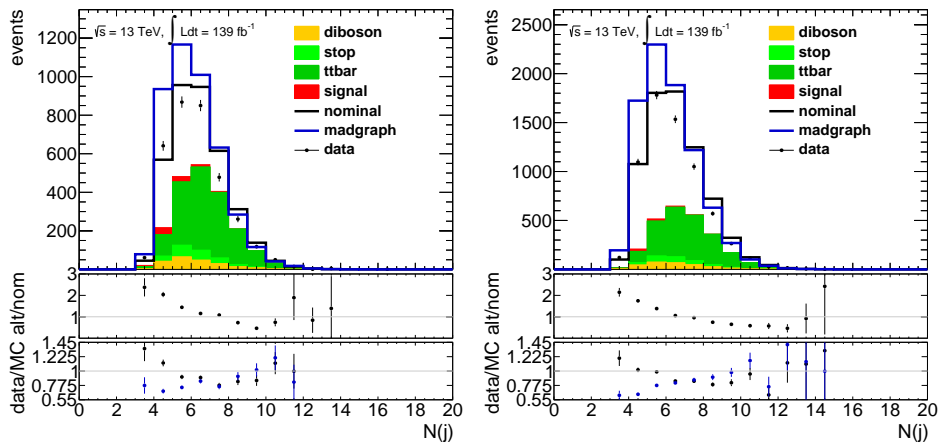 events
√s = 13 TeV, ∫Ldt = 139 fb⁻¹
diboson
stop
ttbar
signal
nominal
madgraph
data
1200
1000
800
600
400
200
alt/nom
3
2
1
data/MC
1.45
1.225
1
0.775
0.55
0 2 4 6 8 10 12 14 16 18 20
N(j)
events
√s = 13 TeV, ∫Ldt = 139 fb⁻¹
diboson
stop
ttbar
signal
nominal
madgraph
data
2500
2000
1500
1000
500
alt/nom
3
2
1
data/MC
1.45
1.225
1
0.775
0.55
0 2 4 6 8 10 12 14 16 18 20
N(j)